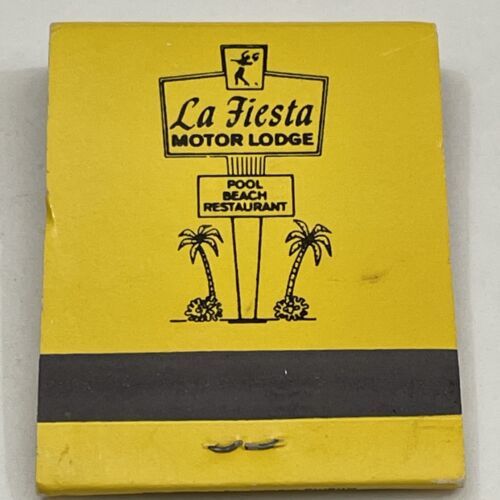 La Fiesta
MOTOR LODGE
POOL
BEACH
RESTAURANT